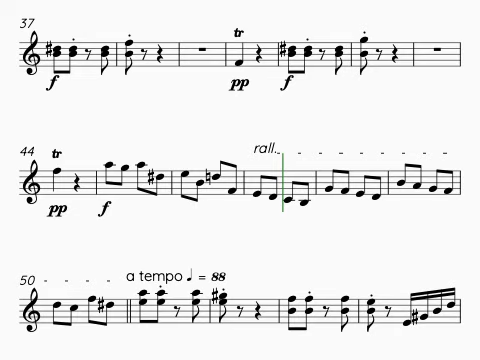 37
tr
f
pp
f
44
tr
rall.
pp
f
50
a tempo ♩ = 88